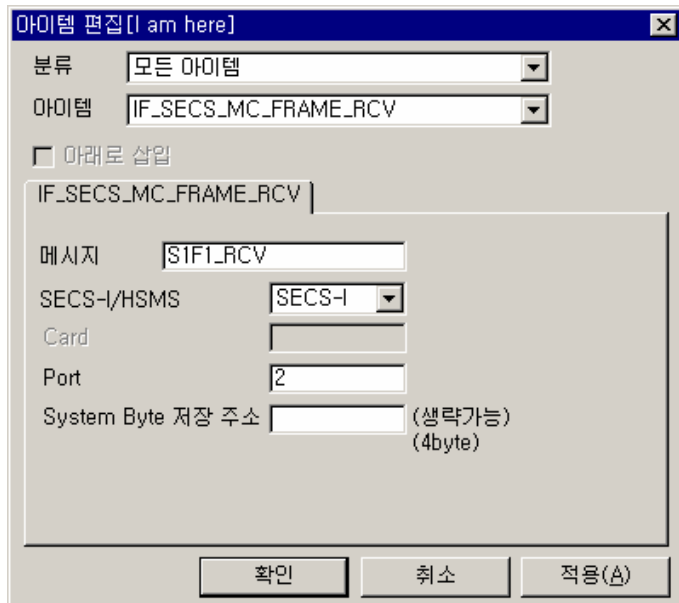 아이템 편집[I am here]
분류 모든 아이템
아이템 IF_SECS_MC_FRAME_RCV
아래로 삽입
IF_SECS_MC_FRAME_RCV
메시지 S1F1_RCV
SECS-I/HSMS SECS-I
Card
Port 2
System Byte 저장 주소 (생략가능)
(4byte)
확인 취소 적용(A)